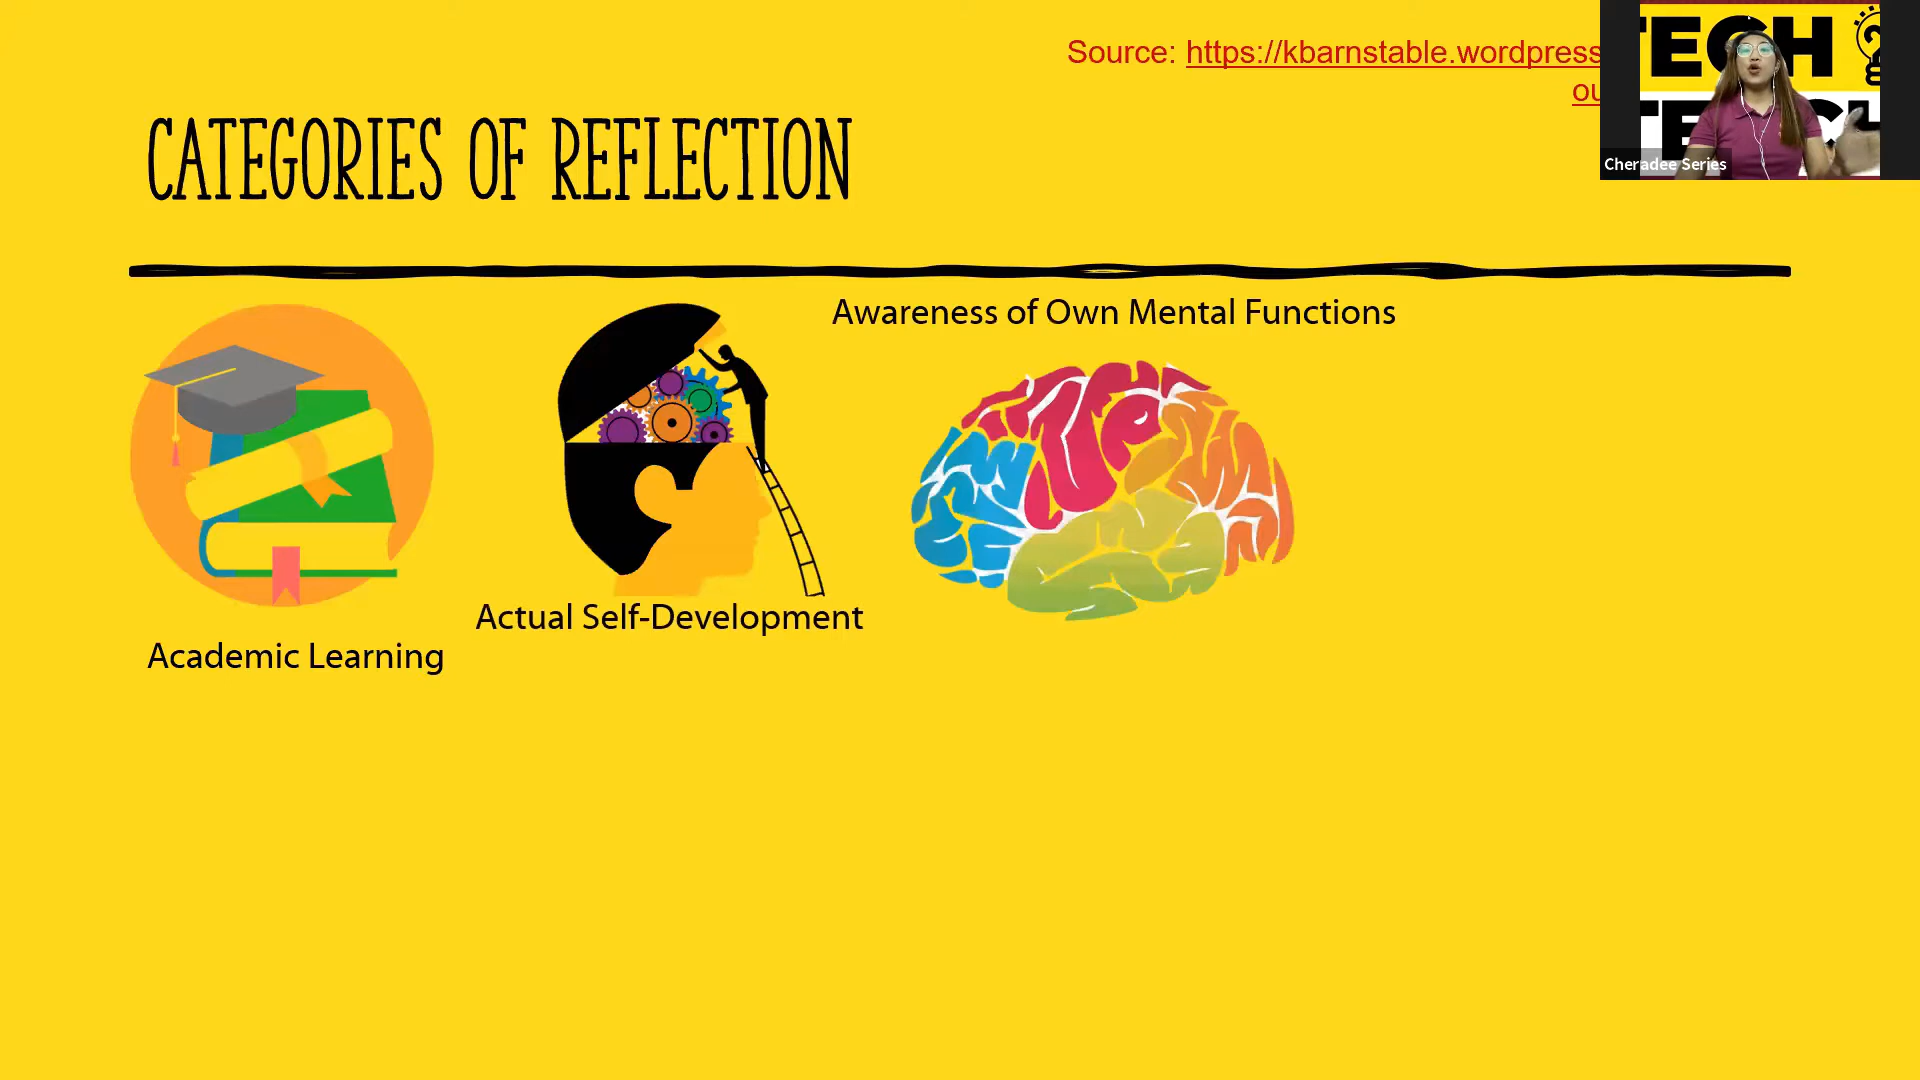 Source: https://kbarnstable.wordpress
CATEGORIES OF REFLECTION
TECH
Cheradee Series
Awareness of Own Mental Functions
Actual Self-Development
Academic Learning